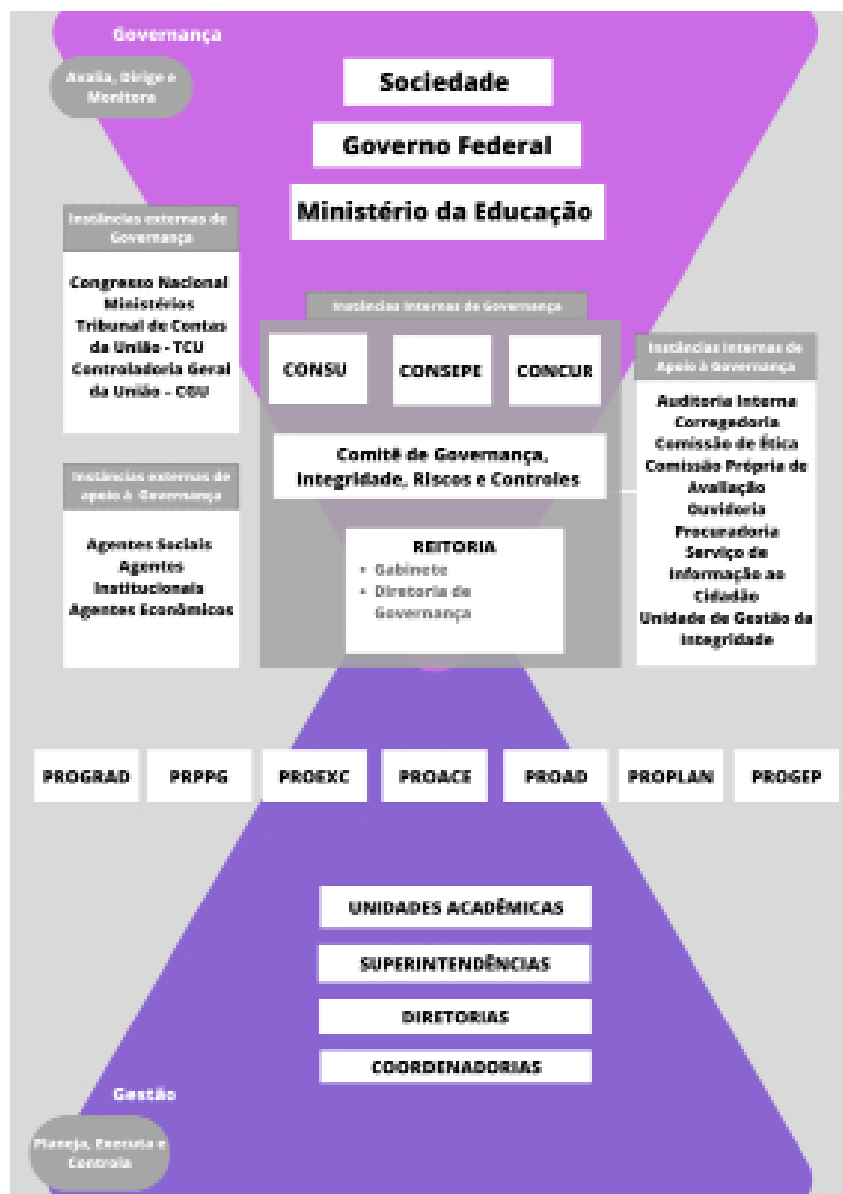 Governança
Avalia, Dirige e
Monitora
Sociedade
Governo Federal
Ministério da Educação
Instâncias externas de
Governança
Congresso Nacional
Ministérios
Tribunal de Contas
da União - TCU
Controladoria Geral
da União - CGU
Instâncias Internas de Governança
CONSU
CONSEPE
CONCUR
Comitê de Governança,
Integridade, Riscos e Controles
REITORIA
• Gabinete
• Diretoria de
Governança
Instâncias Internas de
Apoio à Governança
Auditoria Interna
Corregedoria
Comissão de Ética
Comissão Própria de
Avaliação
Ouvidoria
Procuradoria
Serviço de
Informação ao
Cidadão
Unidade de Gestão da
Integridade
Instâncias externas de
apoio à Governança
Agentes Sociais
Agentes
Institucionais
Agentes Econômicos
PROGRAD
PRPPG
PROEXC
PROACE
PROAD
PROPLAN
PROGEP
UNIDADES ACADÊMICAS
SUPERINTENDÊNCIAS
DIRETORIAS
COORDENADORIAS
Gestão
Planeja, Executa e
Controla